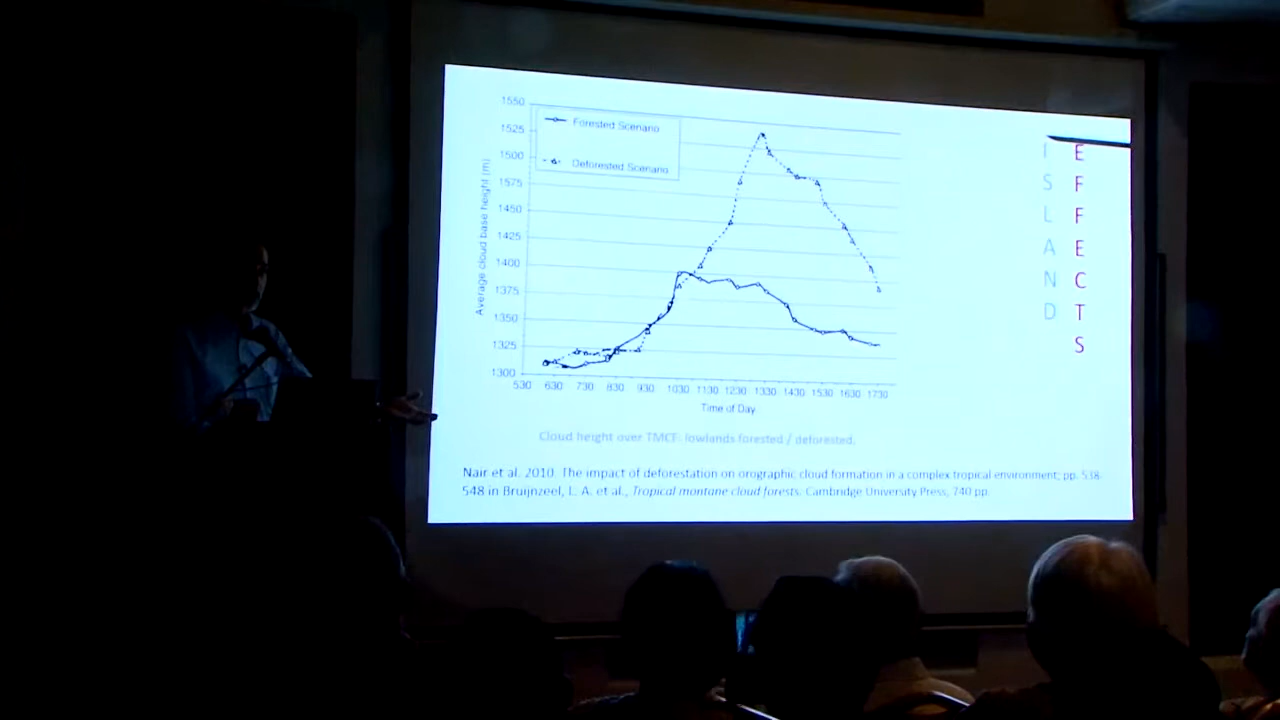 1550
1525
1500
1575
1450
1425
1400
1375
1350
1325
1300
Average cloud base height (m)
Forested Scenario
Deforested Scenario
530 630 730 830 930 1030 1130 1230 1330 1430 1530 1630 1730
Time of Day
Cloud height over TMCF: lowlands forested / deforested.
Nair et al. 2010. The impact of deforestation on orographic cloud formation in a complex tropical environment; pp. 538-
548 in Bruijnzeel, L. A. et al., Tropical montane cloud forests. Cambridge University Press, 740 pp.
ISLAND
EFFECTS